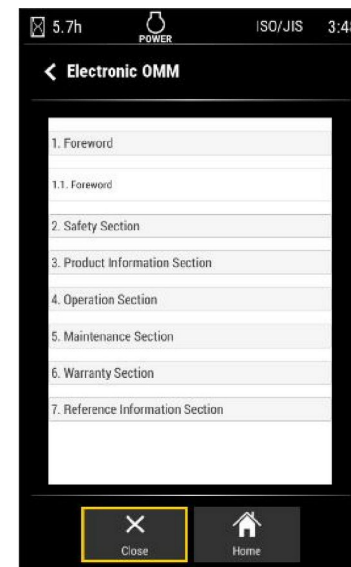 5.7h
POWER
ISO/JIS
3:48
Electronic OMM
1. Foreword
1.1. Foreword
2. Safety Section
3. Product Information Section
4. Operation Section
5. Maintenance Section
6. Warranty Section
7. Reference Information Section
Close
Home